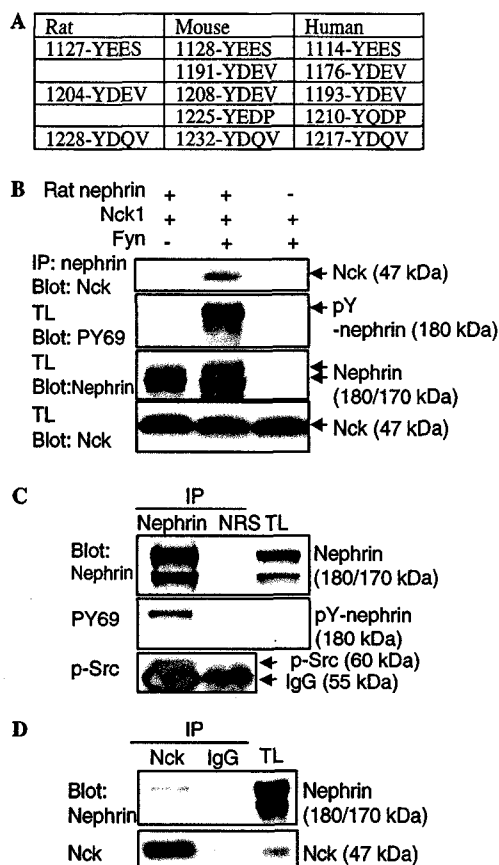 A
Rat Mouse Human
1127-YEES 1128-YEES 1114-YEES
1191-YDEV 1176-YDEV
1204-YDEV 1208-YDEV 1193-YDEV
1225-YEDP 1210-YQDP
1228-YDQV 1232-YDQV 1217-YDQV
B
Rat nephrin + + -
Nck1 + + +
Fyn - + +
IP: nephrin
Blot: Nck
Nck (47 kDa)
TL
Blot: PY69
pY
-nephrin (180 kDa)
TL
Blot:Nephrin
Nephrin
(180/170 kDa)
TL
Blot: Nck
Nck (47 kDa)
C
IP
Nephrin NRS TL
Blot:
Nephrin
Nephrin
(180/170 kDa)
PY69
pY-nephrin
(180 kDa)
p-Src
p-Src (60 kDa)
IgG (55 kDa)
D
IP
Nck IgG TL
Blot:
Nephrin
Nephrin
(180/170 kDa)
Nck
Nck (47 kDa)